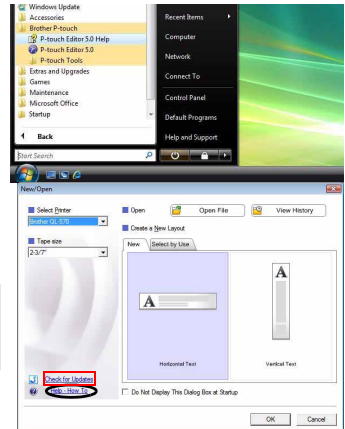 Windows Update
Accessories
Brother P-touch
P-touch Editor 5.0 Help
P-touch Editor 5.0
P-touch Tools
Extras and Upgrades
Games
Maintenance
Microsoft Office
Startup
Back
Start Search
Recent Items
Computer
Network
Connect To
Control Panel
Default Programs
Help and Support
New/Open
Select Printer
Brother QL-570
Tape size
2-3/7"
Open
Open File
View History
Create a New Layout
New
Select by Use
A
A
Horizontal Text
Vertical Text
Check for Updates
Help - How To
Do Not Display This Dialog Box at Startup
OK
Cancel